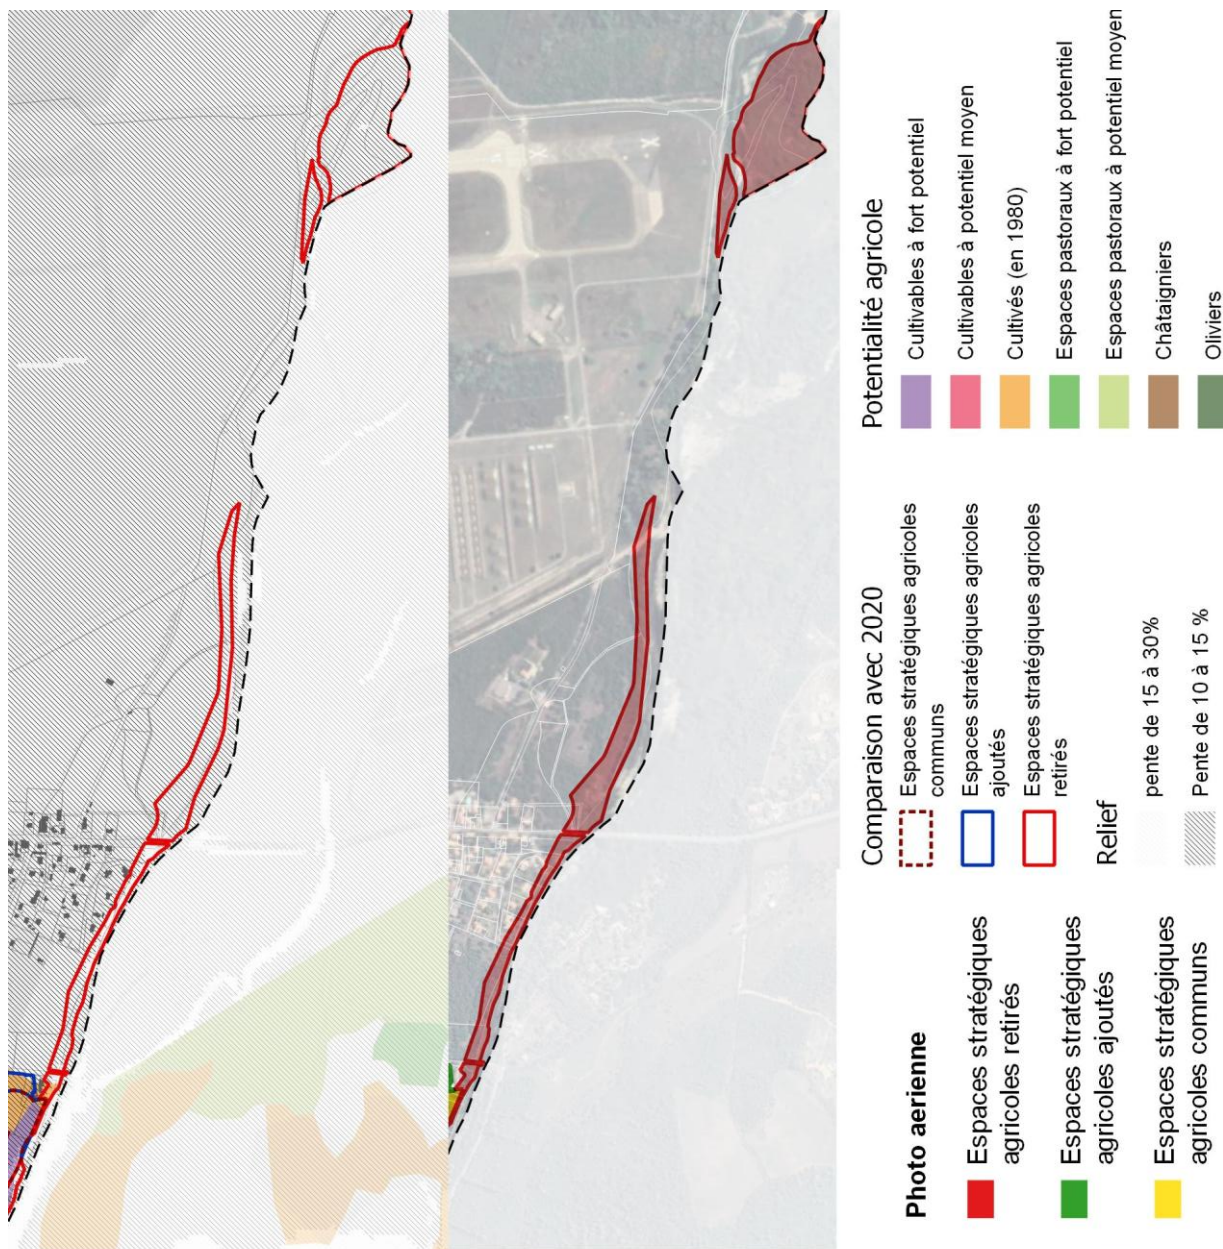 Photo aerienne
Espaces stratégiques
agricoles retirés
Espaces stratégiques
agricoles ajoutés
Espaces stratégiques
agricoles communs
Comparaison avec 2020
Espaces stratégiques agricoles
communs
Espaces stratégiques agricoles
ajoutés
Espaces stratégiques agricoles
retirés
Relief
pente de 15 à 30%
Pente de 10 à 15 %
Potentialité agricole
Cultivables à fort potentiel
Cultivables à potentiel moyen
Cultivés (en 1980)
Espaces pastoraux à fort potentiel
Espaces pastoraux à potentiel moyen
Châtaigniers
Oliviers